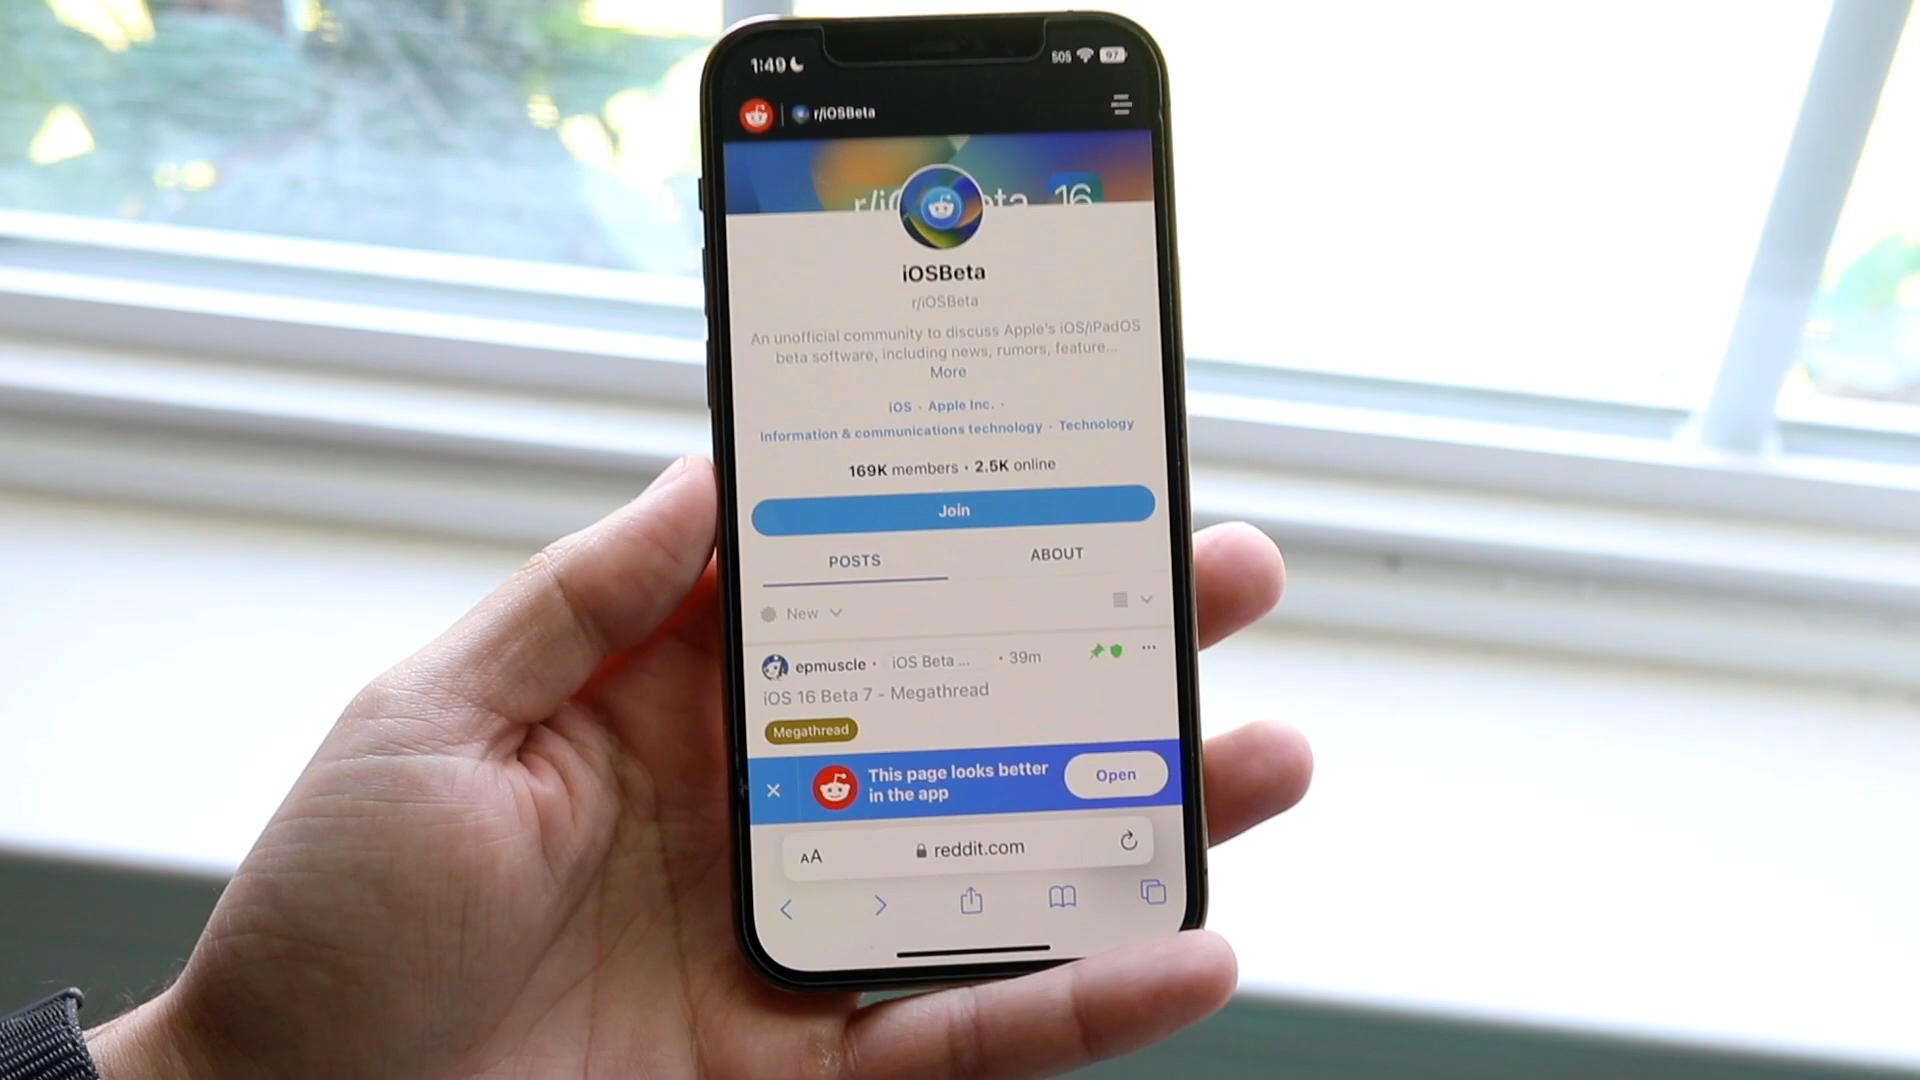 1:49 SOS 97
r/iOSBeta
16
iOSBeta
r/iOSBeta
An unofficial community to discuss Apple's iOS/iPadOS
beta software, including news, rumors, feature...
More
iOS · Apple Inc. ·
Information & communications technology · Technology
169K members • 2.5K online
Join
POSTS ABOUT
New
epmuscle · iOS Beta ... · 39m
iOS 16 Beta 7 - Megathread
Megathread
This page looks better
in the app
Open
AA reddit.com